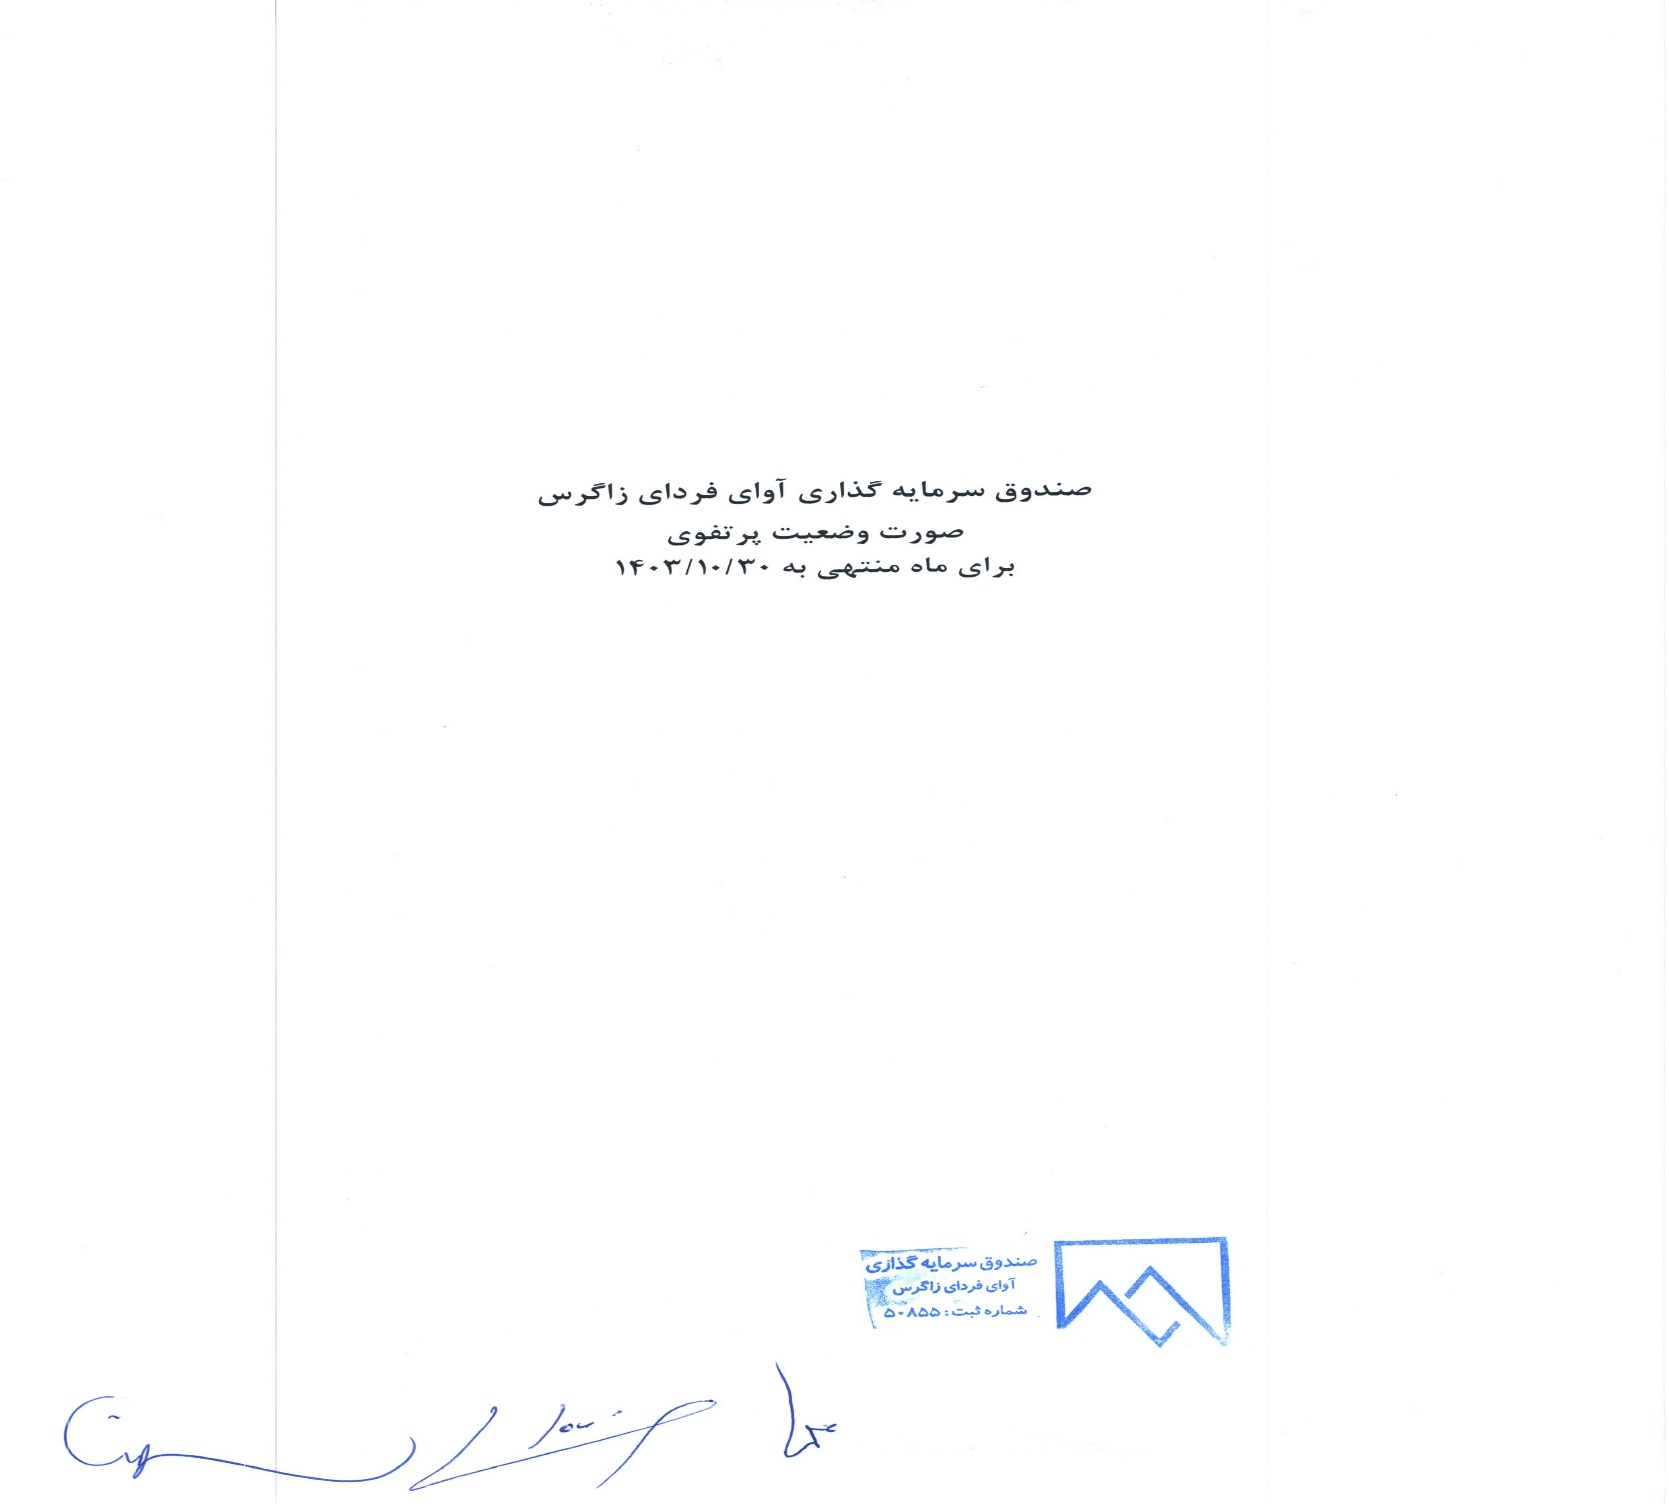 صندوق سرمایه گذاری آوای فردای زاگرس
صورت وضعیت پرتفوی
برای ماه منتهی به ۱۴۰۳/۱۰/۳۰
صندوق سرمایه گذاری
آوای فردای زاگرس
شماره ثبت: ۵۰۸۵۵